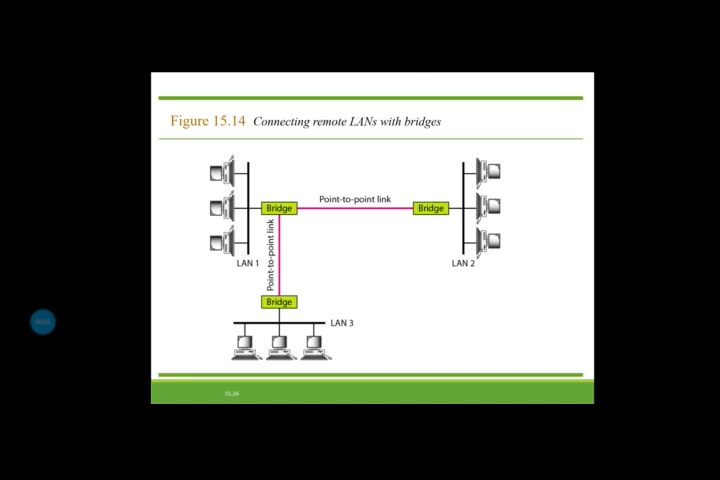 Figure 15.14 Connecting remote LANs with bridges
Point-to-point link
Bridge
Bridge
Point-to-point link
LAN 1
LAN 2
Bridge
LAN 3
15.26